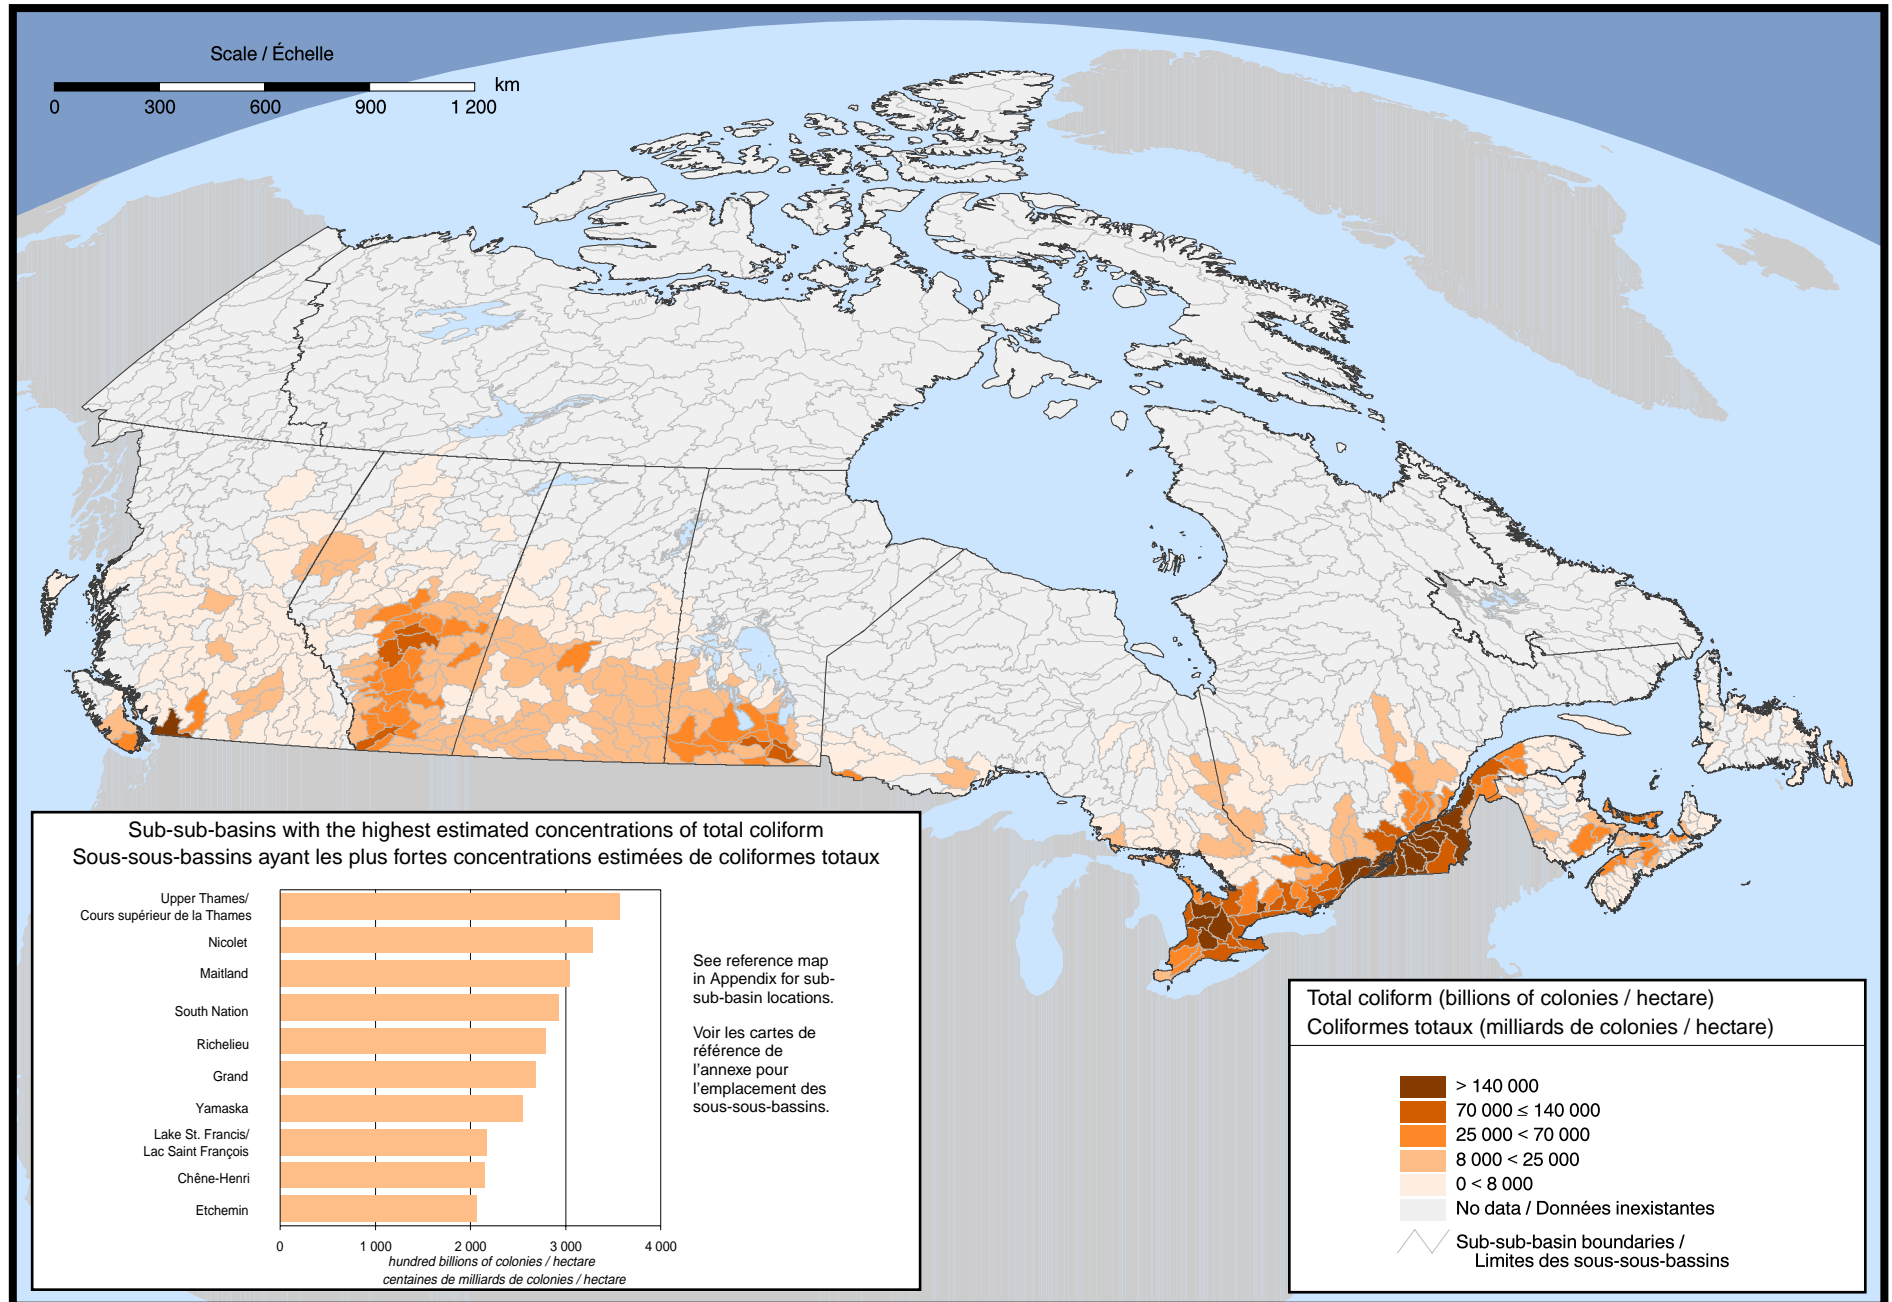 Scale / Échelle
km
0 300 600 900 1 200
Sub-sub-basins with the highest estimated concentrations of total coliform
Sous-sous-bassins ayant les plus fortes concentrations estimées de coliformes totaux
Upper Thames/
Cours supérieur de la Thames
Nicolet
Maitland
South Nation
Richelieu
Grand
Yamaska
Lake St. Francis/
Lac Saint François
Chêne-Henri
Etchemin
0 1 000 2 000 3 000 4 000
hundred billions of colonies / hectare
centaines de milliards de colonies / hectare
See reference map
in Appendix for sub-
sub-basin locations.
Voir les cartes de
référence de
l'annexe pour
l'emplacement des
sous-sous-bassins.
Total coliform (billions of colonies / hectare)
Coliformes totaux (milliards de colonies / hectare)
> 140 000
70 000 ≤ 140 000
25 000 < 70 000
8 000 < 25 000
0 < 8 000
No data / Données inexistantes
Sub-sub-basin boundaries /
Limites des sous-sous-bassins